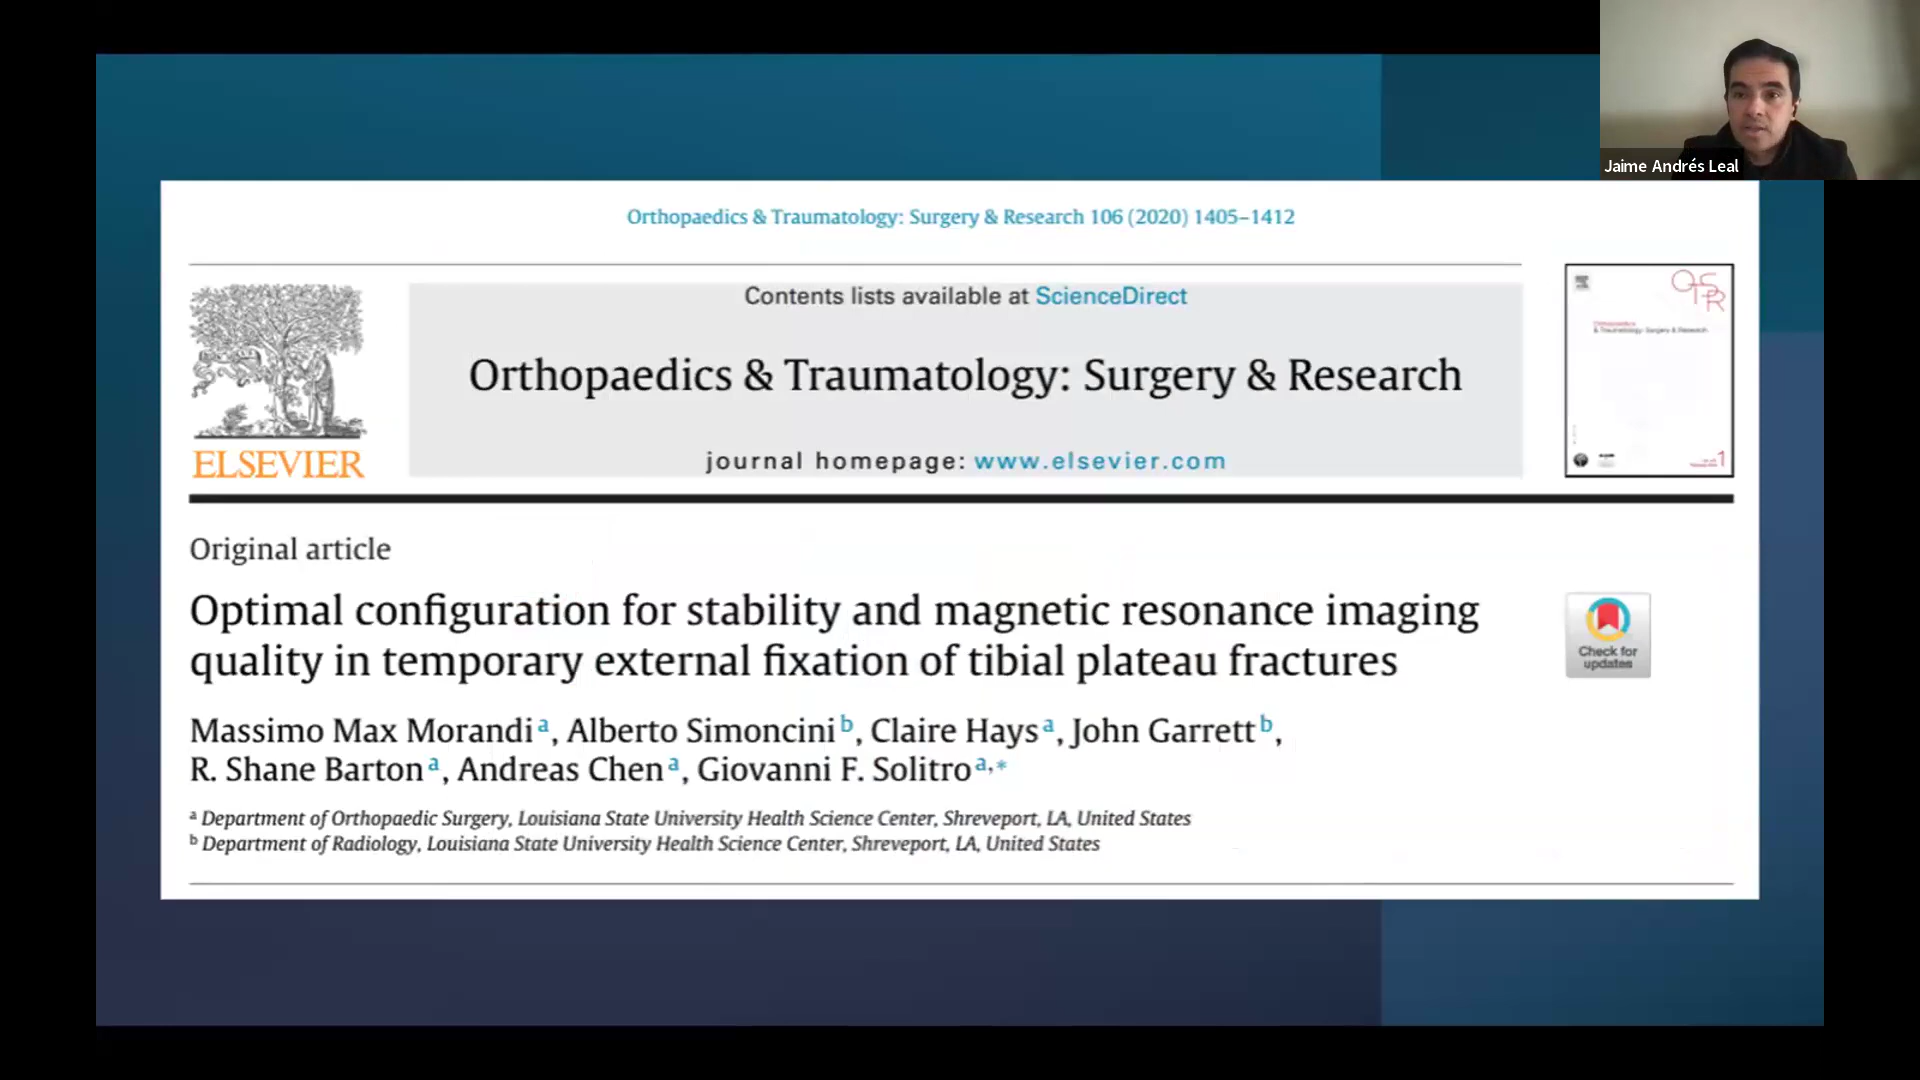 Jaime Andrés Leal
Orthopaedics & Traumatology: Surgery & Research 106 (2020) 1405–1412
Contents lists available at ScienceDirect
Orthopaedics & Traumatology: Surgery & Research
journal homepage: www.elsevier.com
ELSEVIER
OTSR
Original article
Optimal configuration for stability and magnetic resonance imaging
quality in temporary external fixation of tibial plateau fractures
Check for
updates
Massimo Max Morandi a, Alberto Simoncini b, Claire Hays a, John Garrett b,
R. Shane Barton a, Andreas Chen a, Giovanni F. Solitro a,*
a Department of Orthopaedic Surgery, Louisiana State University Health Science Center, Shreveport, LA, United States
b Department of Radiology, Louisiana State University Health Science Center, Shreveport, LA, United States